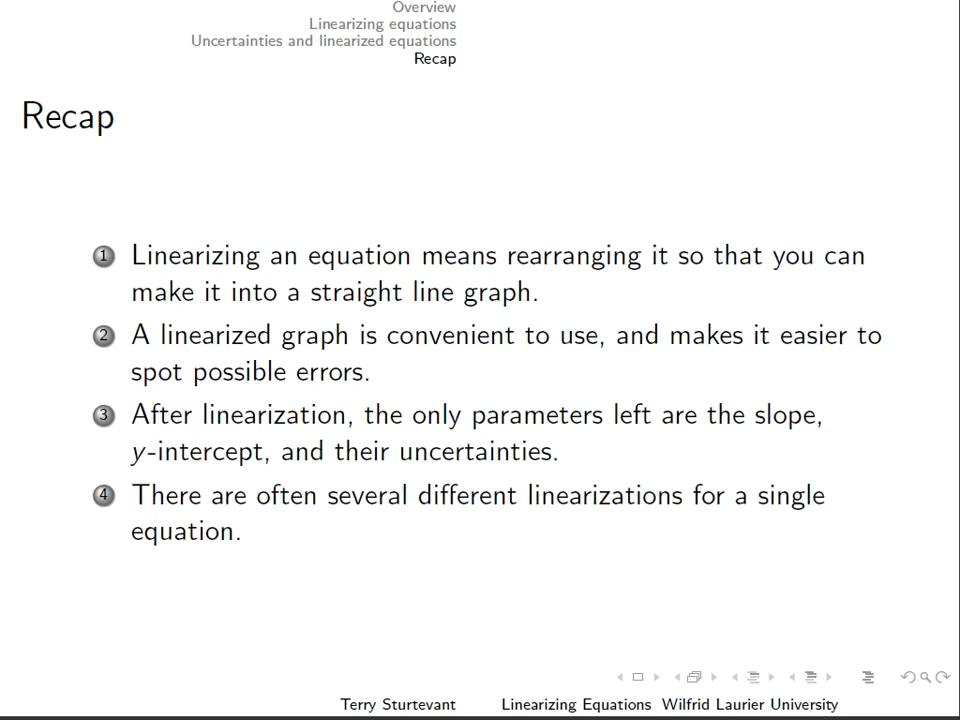 Overview
Linearizing equations
Uncertainties and linearized equations
Recap
Recap
1 Linearizing an equation means rearranging it so that you can
make it into a straight line graph.
2 A linearized graph is convenient to use, and makes it easier to
spot possible errors.
3 After linearization, the only parameters left are the slope,
y-intercept, and their uncertainties.
4 There are often several different linearizations for a single
equation.
Terry Sturtevant Linearizing Equations Wilfrid Laurier University